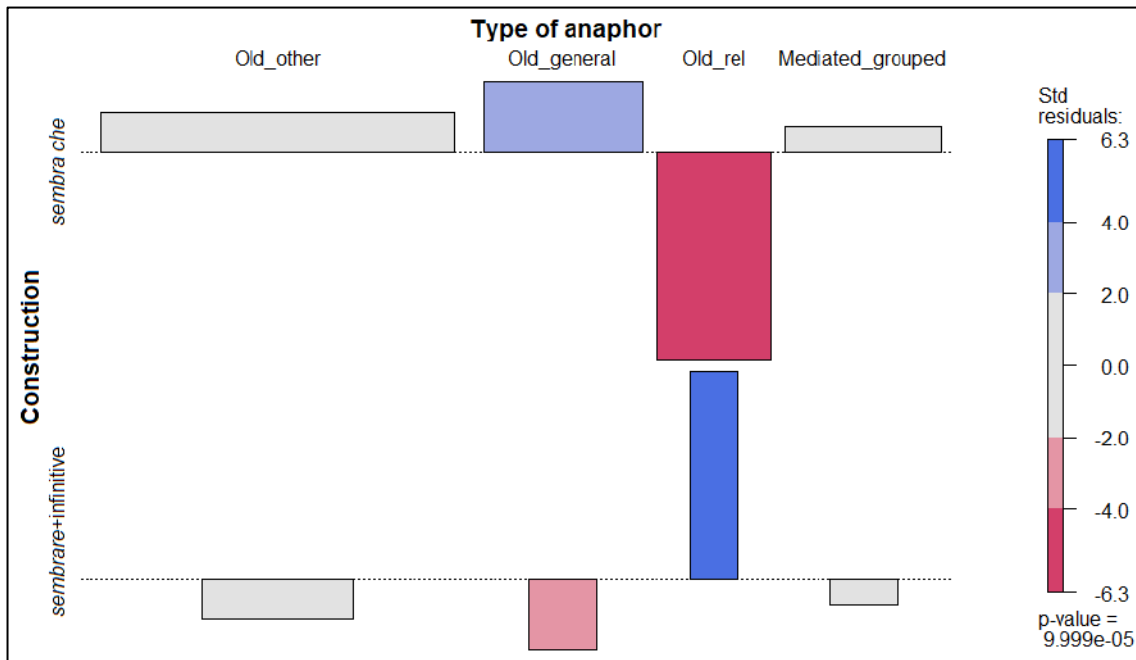 Type of anaphor
Old_other Old_general Old_rel Mediated_grouped
Construction
sembra che
sembrare+infinitive
Std
residuals:
6.3
4.0
2.0
0.0
-2.0
-4.0
-6.3
p-value =
9.999e-05